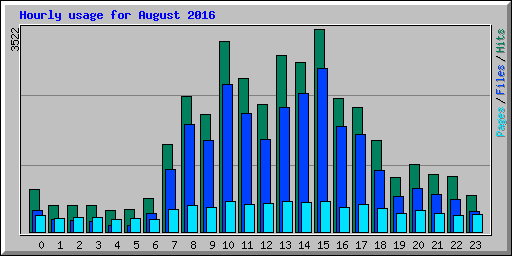 Hourly usage for August 2016
3522
Pages/Files/Hits
0 1 2 3 4 5 6 7 8 9 10 11 12 13 14 15 16 17 18 19 20 21 22 23